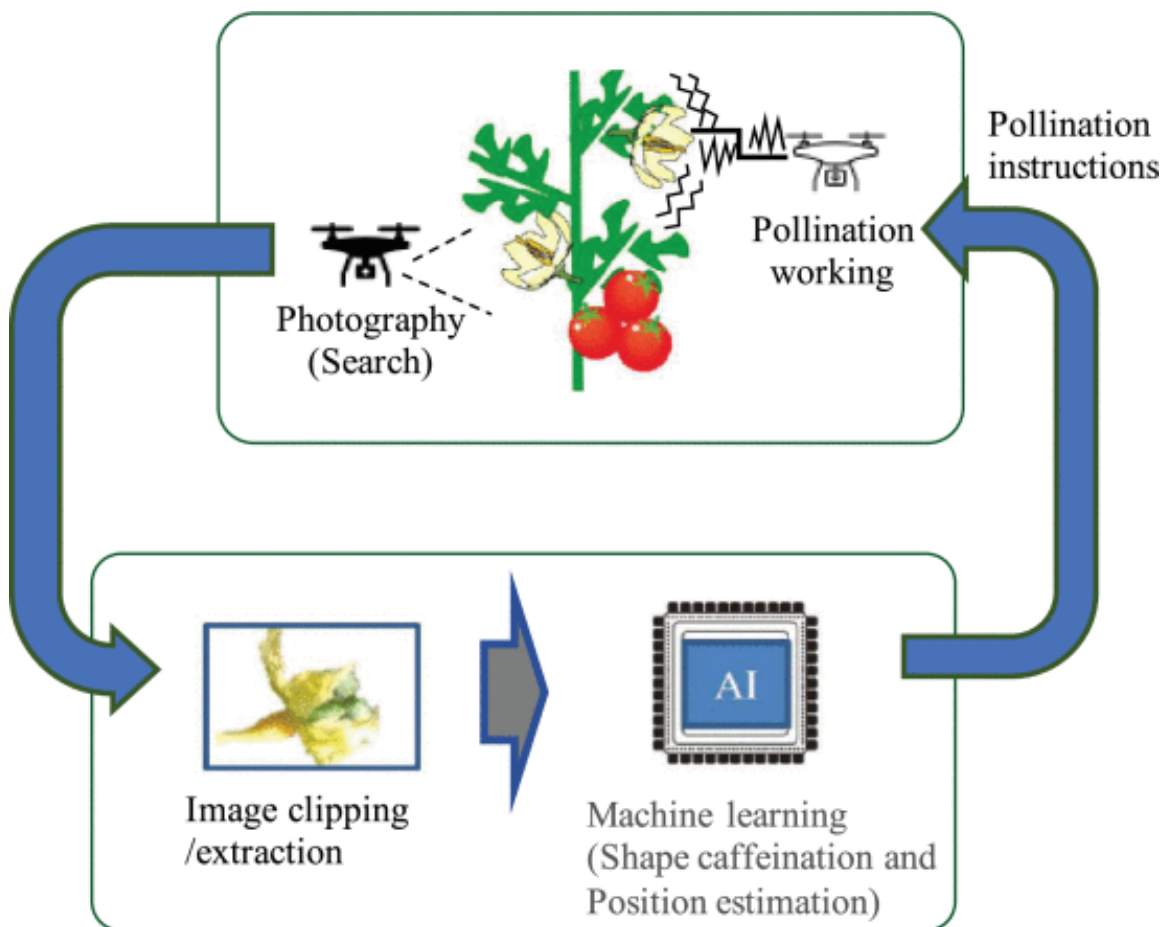 Pollination
instructions
Pollination
working
Photography
(Search)
AI
Image clipping
/extraction
Machine learning
(Shape caffeination and
Position estimation)